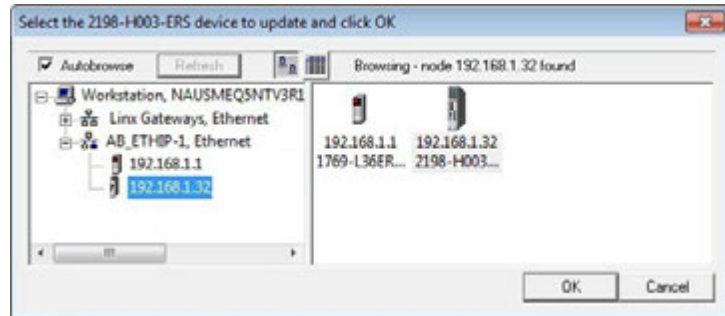 Select the 2198-H003-ERS device to update and click OK
Autobrowse
Refresh
Browsing - node 192.168.1.32 found
Workstation, NAUSMEQ5NTV3R1
Linx Gateways, Ethernet
AB_ETHIP-1, Ethernet
192.168.1.1
192.168.1.32
192.168.1.1
1769-L36ER...
192.168.1.32
2198-H003...
OK
Cancel